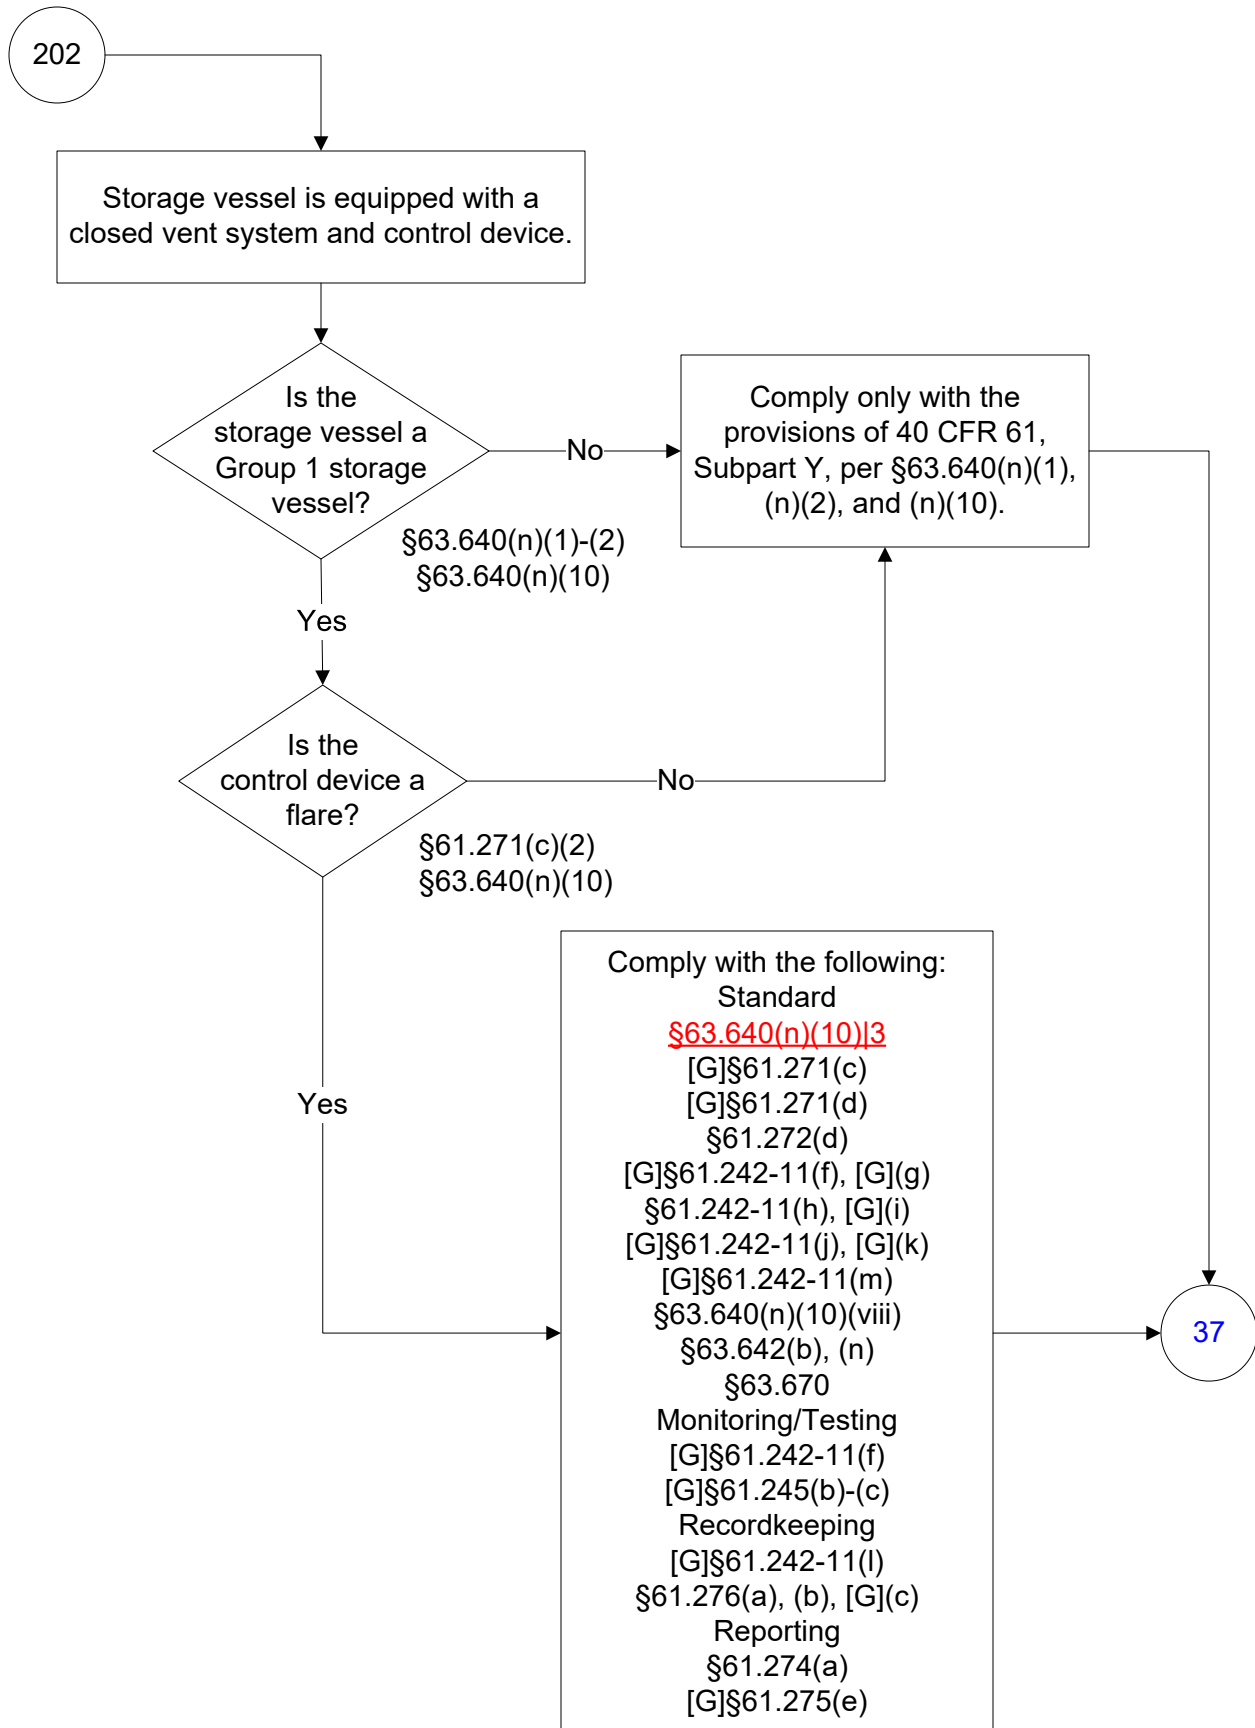 202
Storage vessel is equipped with a
closed vent system and control device.
Is the
storage vessel a
Group 1 storage
vessel?
No
Comply only with the
provisions of 40 CFR 61,
Subpart Y, per §63.640(n)(1),
(n)(2), and (n)(10).
§63.640(n)(1)-(2)
§63.640(n)(10)
Yes
Is the
control device a
flare?
No
§61.271(c)(2)
§63.640(n)(10)
Yes
Comply with the following:
Standard
§63.640(n)(10)|3
[G]§61.271(c)
[G]§61.271(d)
§61.272(d)
[G]§61.242-11(f), [G](g)
§61.242-11(h), [G](i)
[G]§61.242-11(j), [G](k)
[G]§61.242-11(m)
§63.640(n)(10)(viii)
§63.642(b), (n)
§63.670
Monitoring/Testing
[G]§61.242-11(f)
[G]§61.245(b)-(c)
Recordkeeping
[G]§61.242-11(l)
§61.276(a), (b), [G](c)
Reporting
§61.274(a)
[G]§61.275(e)
37